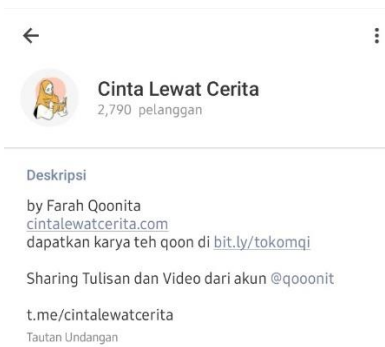 Cinta Lewat Cerita
2,790 pelanggan
Deskripsi
by Farah Qoonita
cintalewatcerita.com
dapatkan karya teh qoon di bit.ly/tokomqi
Sharing Tulisan dan Video dari akun @qooonit
t.me/cintalewatcerita
Tautan Undangan